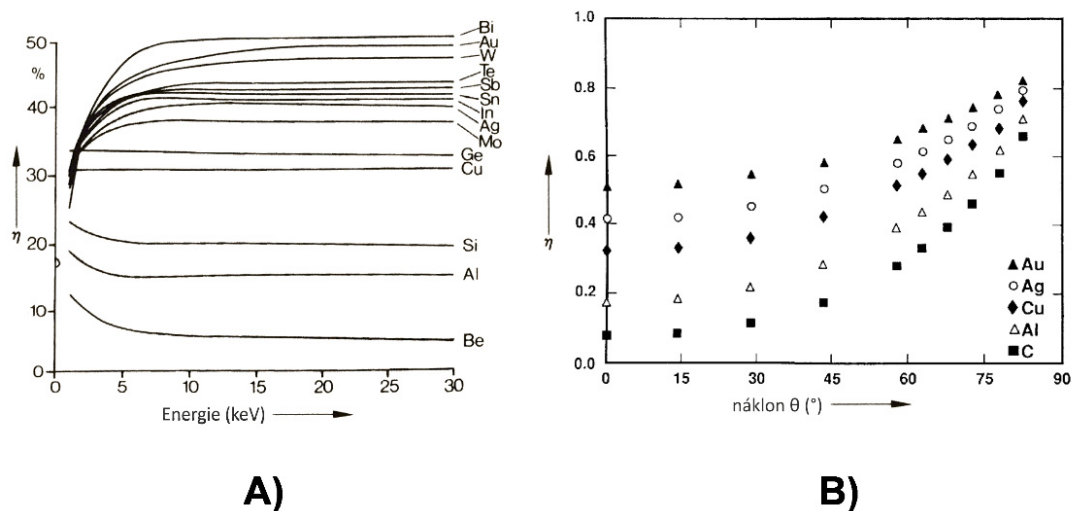 50
%
40
30
20
10
0
η
0
5
10
15
20
25
30
Energie (keV)
Bi
Au
W
Te
Sb
Sn
In
Ag
Mo
Ge
Cu
Si
Al
Be
A)
1.0
0.8
0.6
0.4
0.2
0.0
η
0
15
29
45
60
63
75
90
náklon θ (°)
Au
Ag
Cu
Al
C
B)